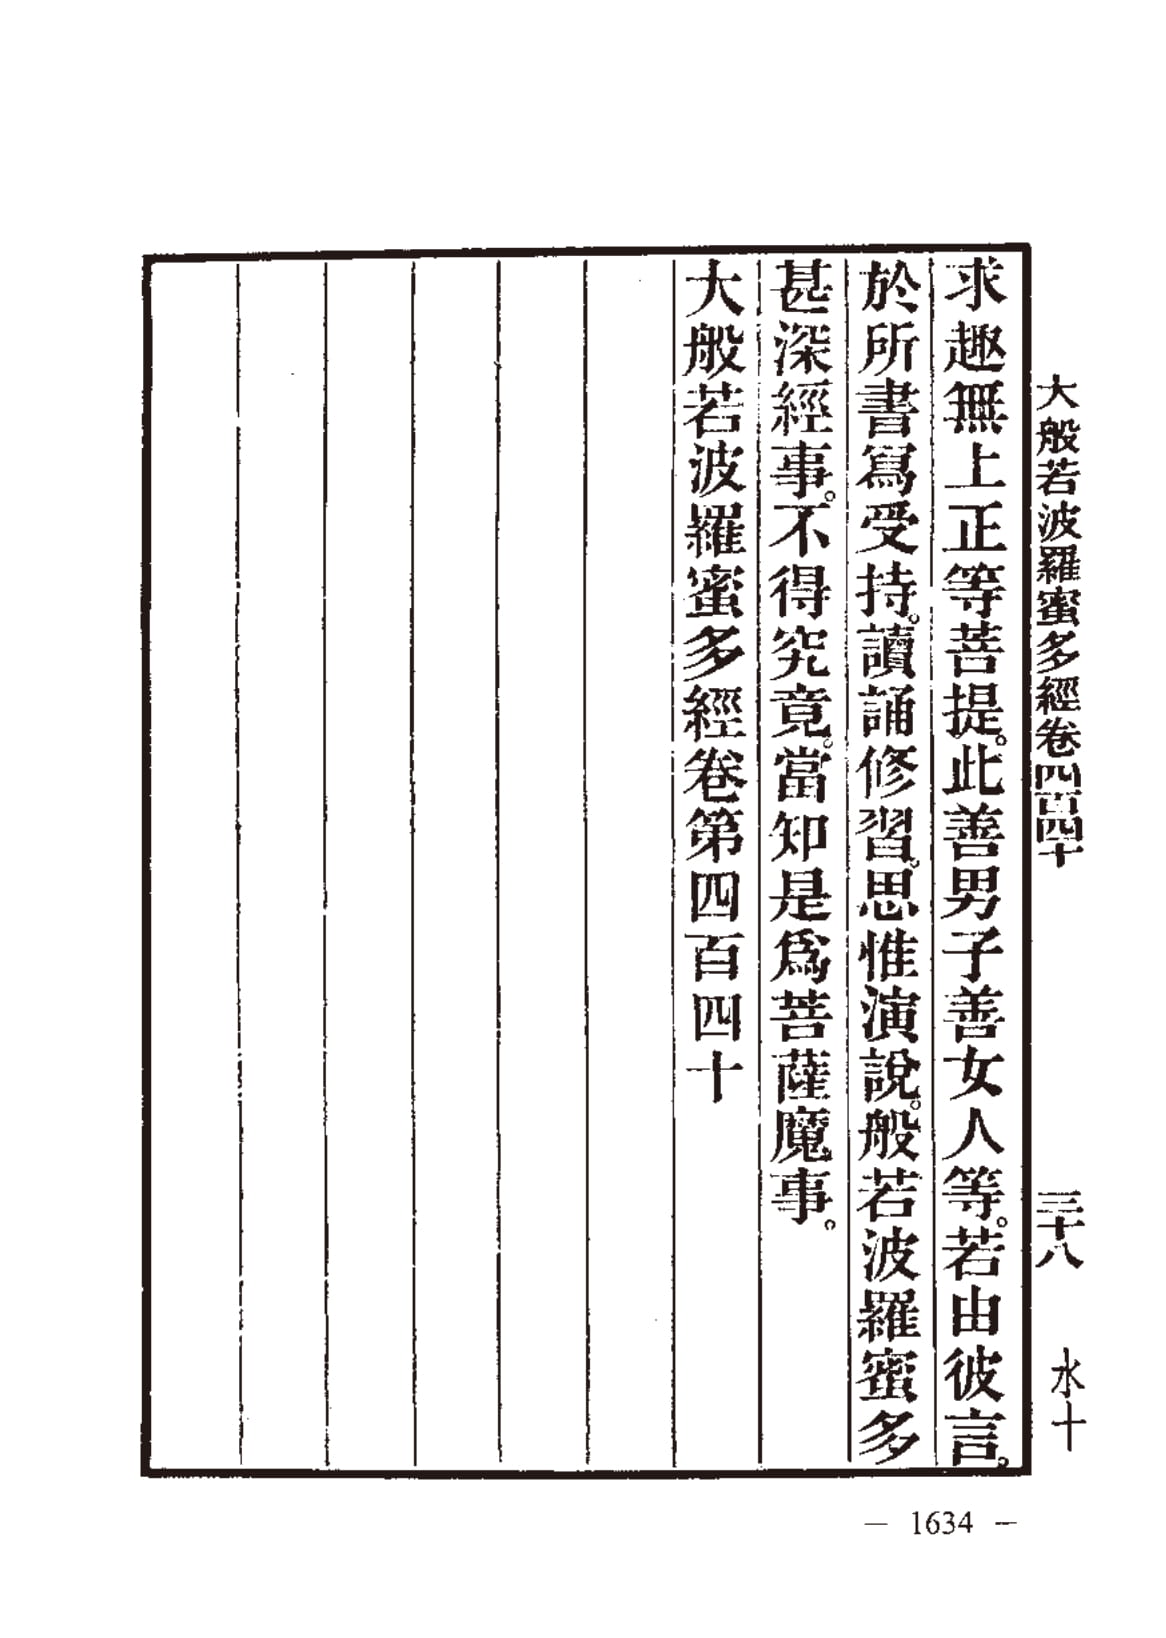 大般若波羅蜜多經卷四百四十 三十八 水十
求趣無上正等菩提。此善男子善女人等。若由彼言。
於所書寫受持。讀誦修習。思惟演說。般若波羅蜜多
甚深經事。不得究竟。當知是爲菩薩魔事。
大般若波羅蜜多經卷第四百四十
— 1634 —